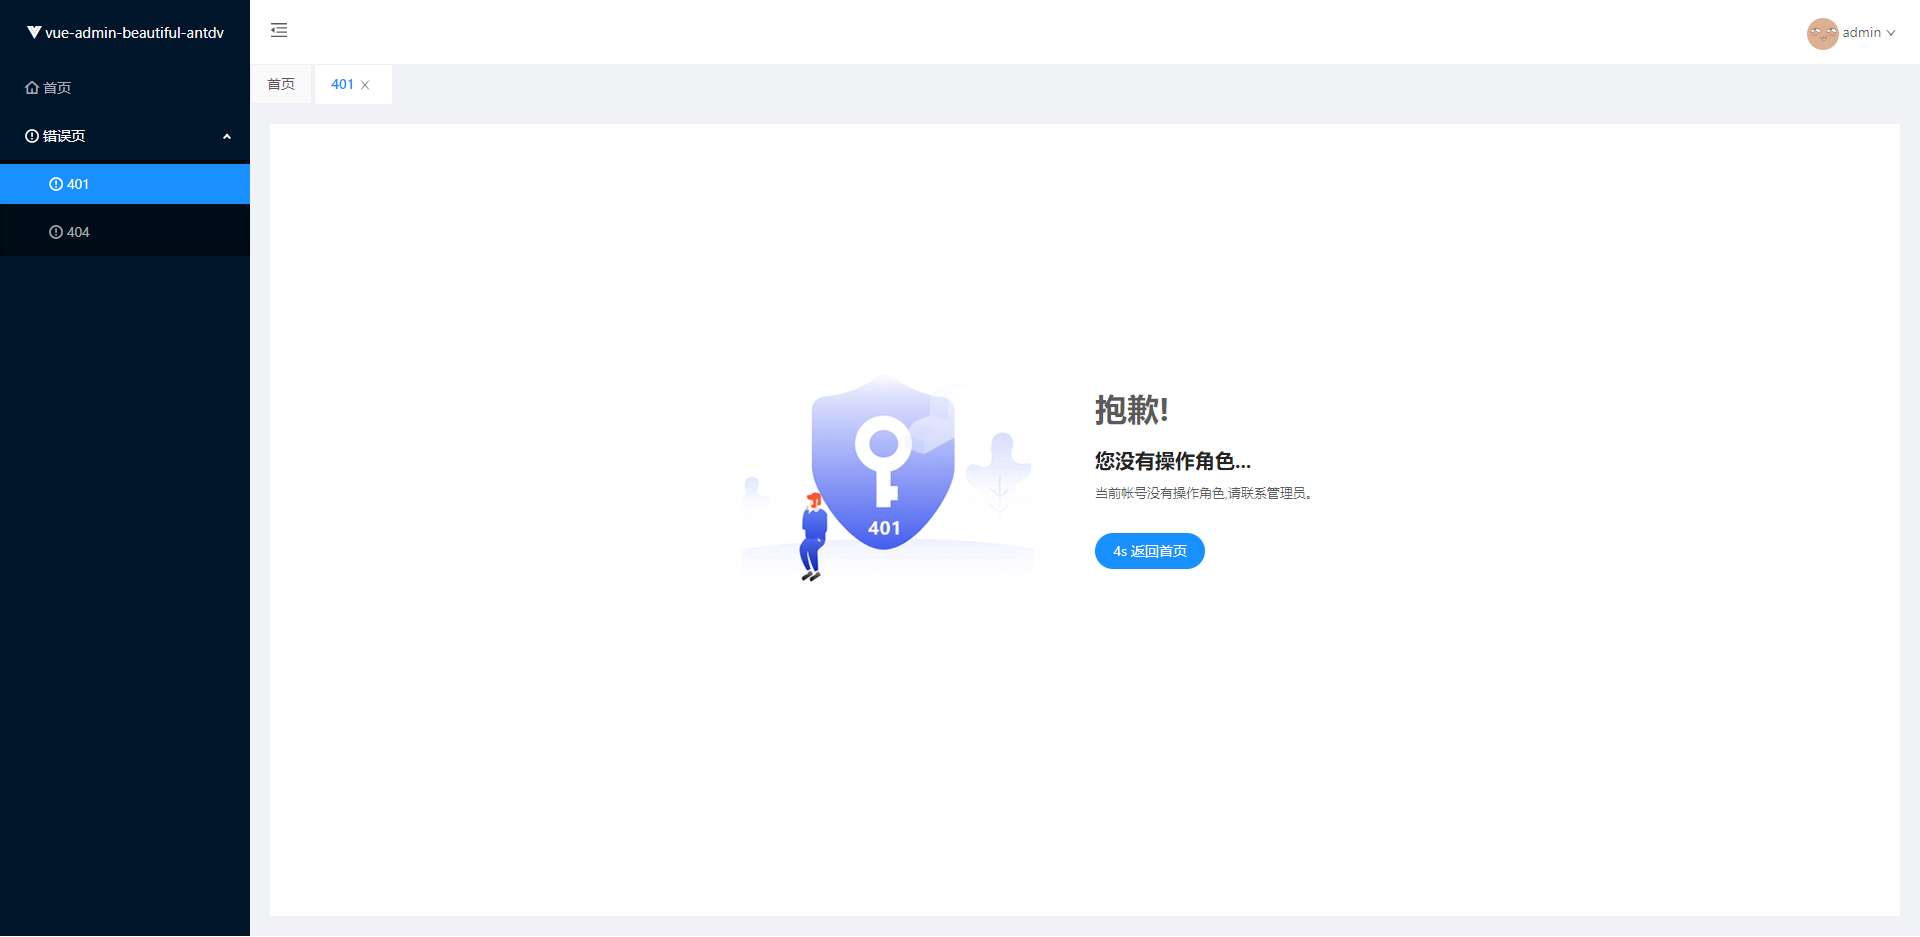 vue-admin-beautiful-antdv
首页
错误页
401
404
admin
首页
401
401
抱歉!
您没有操作角色...
当前帐号没有操作角色,请联系管理员。
4s 返回首页